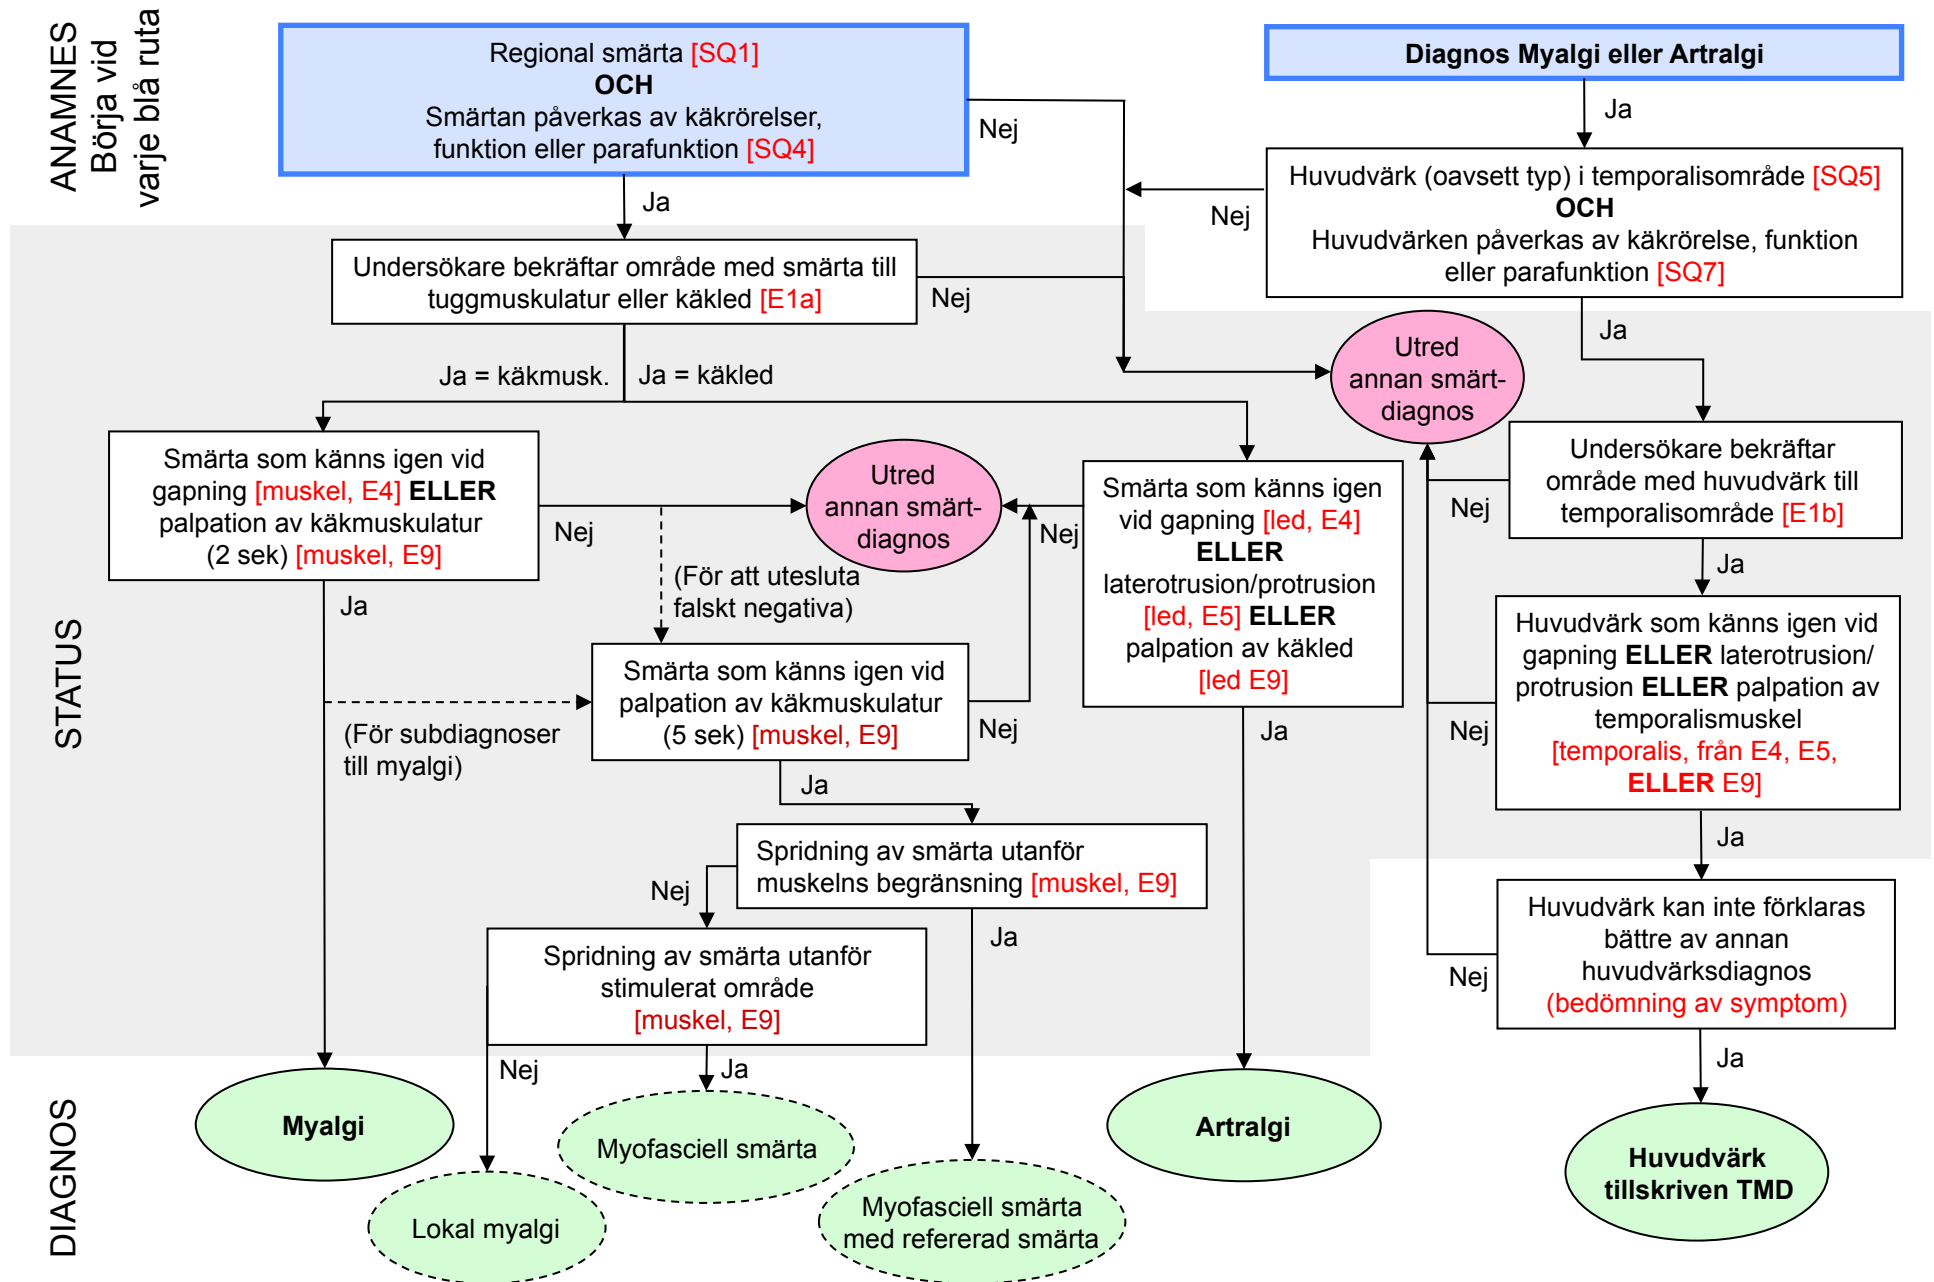 ANAMNES
Börja vid
varje blå ruta
Regional smärta [SQ1]
OCH
Smärtan påverkas av käkrörelser,
funktion eller parafunktion [SQ4]
Nej
Ja
Diagnos Myalgi eller Artralgi
Ja
Huvudvärk (oavsett typ) i temporalisområde [SQ5]
OCH
Huvudvärken påverkas av käkrörelse, funktion
eller parafunktion [SQ7]
Nej
Ja
STATUS
Undersökare bekräftar område med smärta till
tuggmuskulatur eller käkled [E1a]
Nej
Ja = käkmusk.
Ja = käkled
Utred
annan smärt-
diagnos
Smärta som känns igen vid
gapning [muskel, E4] ELLER
palpation av käkmuskulatur
(2 sek) [muskel, E9]
Nej
Ja
Utred
annan smärt-
diagnos
(För att utesluta
falskt negativa)
(För subdiagnoser
till myalgi)
Smärta som känns igen vid
palpation av käkmuskulatur
(5 sek) [muskel, E9]
Nej
Ja
Spridning av smärta utanför
muskelns begränsning [muskel, E9]
Nej
Ja
Spridning av smärta utanför
stimulerat område
[muskel, E9]
Nej
Ja
Smärta som känns igen
vid gapning [led, E4]
ELLER
laterotrusion/protrusion
[led, E5] ELLER
palpation av käkled
[led E9]
Nej
Ja
Undersökare bekräftar
område med huvudvärk till
temporalisområde [E1b]
Nej
Ja
Huvudvärk som känns igen vid
gapning ELLER laterotrusion/
protrusion ELLER palpation av
temporalismuskel
[temporalis, från E4, E5,
ELLER E9]
Nej
Ja
Huvudvärk kan inte förklaras
bättre av annan
huvudvärksdiagnos
(bedömning av symptom)
Nej
Ja
DIAGNOS
Myalgi
Lokal myalgi
Myofasciell smärta
Myofasciell smärta
med refererad smärta
Artralgi
Huvudvärk
tillskriven TMD